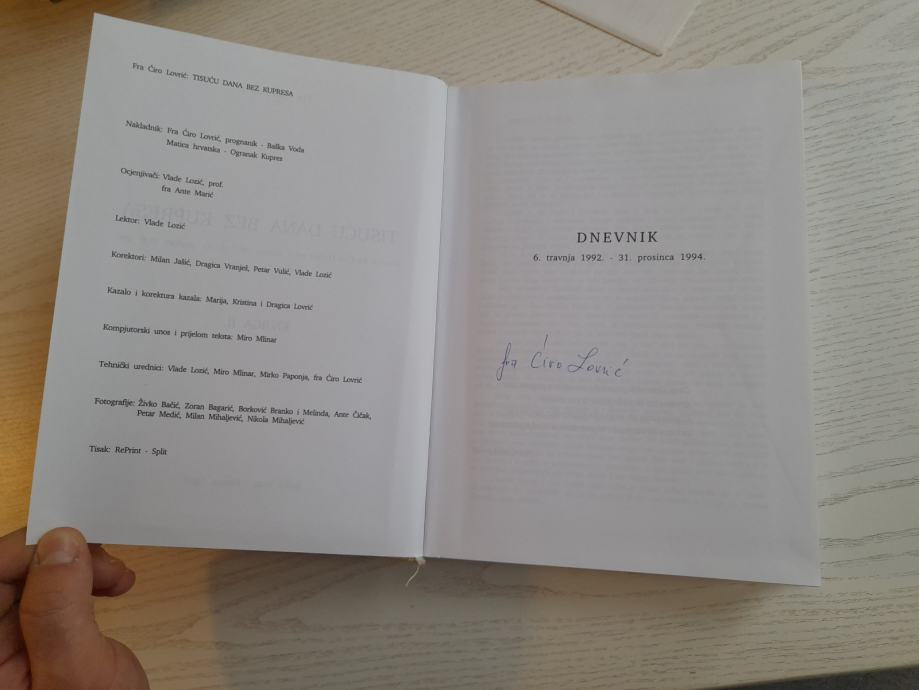 Fra Ćiro Lovrić: TISUĆU DANA BEZ KUPRESA
Nakladnik: Fra Ćiro Lovrić, prognanik - Baška Voda
Matica hrvatska - Ogranak Kupres
Ocjenjivači: Vlade Lozić, prof.
fra Ante Marić
Lektor: Vlade Lozić
Korektori: Milan Jašić, Dragica Vranješ, Petar Vulić, Vlade Lozić
Kazalo i korektura kazala: Marija, Kristina i Dragica Lovrić
Kompjutorski unos i prijelom teksta: Miro Mlinar
Tehnički urednici: Vlade Lozić, Miro Mlinar, Mirko Paponja, fra Ćiro Lovrić
Fotografije: Živko Bačić, Zoran Bagarić, Borković Branko i Melinda, Ante Čičak,
Petar Medić, Milan Mihaljević, Nikola Mihaljević
Tisak: RePrint - Split
DNEVNIK
6. travnja 1992. - 31. prosinca 1994.
fra Ćiro Lovrić